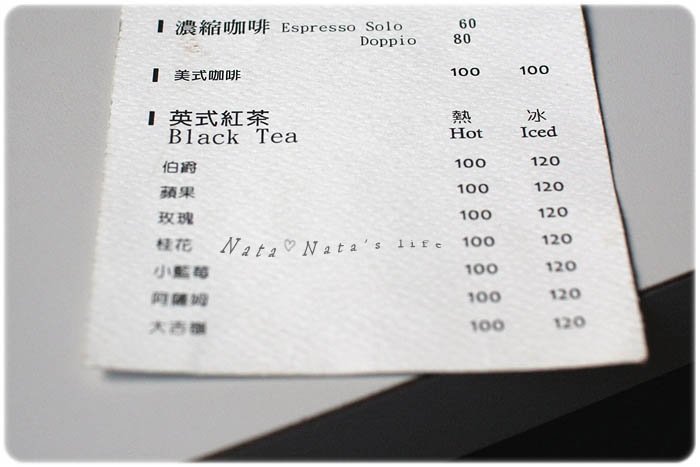 濃縮咖啡 Espresso Solo 60
Doppio 80
美式咖啡 100 100
英式紅茶 熱 冰
Black Tea Hot Iced
伯爵 100 120
蘋果 100 120
玫瑰 100 120
桂花 100 120
Nata♡Nata's life
小藍莓 100 120
阿薩姆 100 120
大吉嶺 100 120